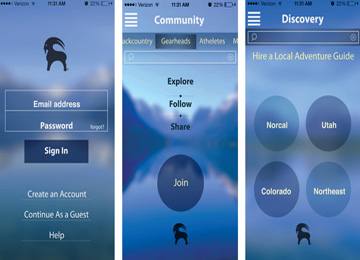 Verizon 11:31 AM 22%
Email address
Password forgot?
Sign In
Create an Account
Continue As a Guest
Help
Verizon 11:31 AM 22%
Community
ackcountry Gearheads Atheletes M
Explore
+
Follow
+
Share
Join
Verizon 11:31 AM 22%
Discovery
Hire a Local Adventure Guide
Norcal Utah
Colorado Northeast